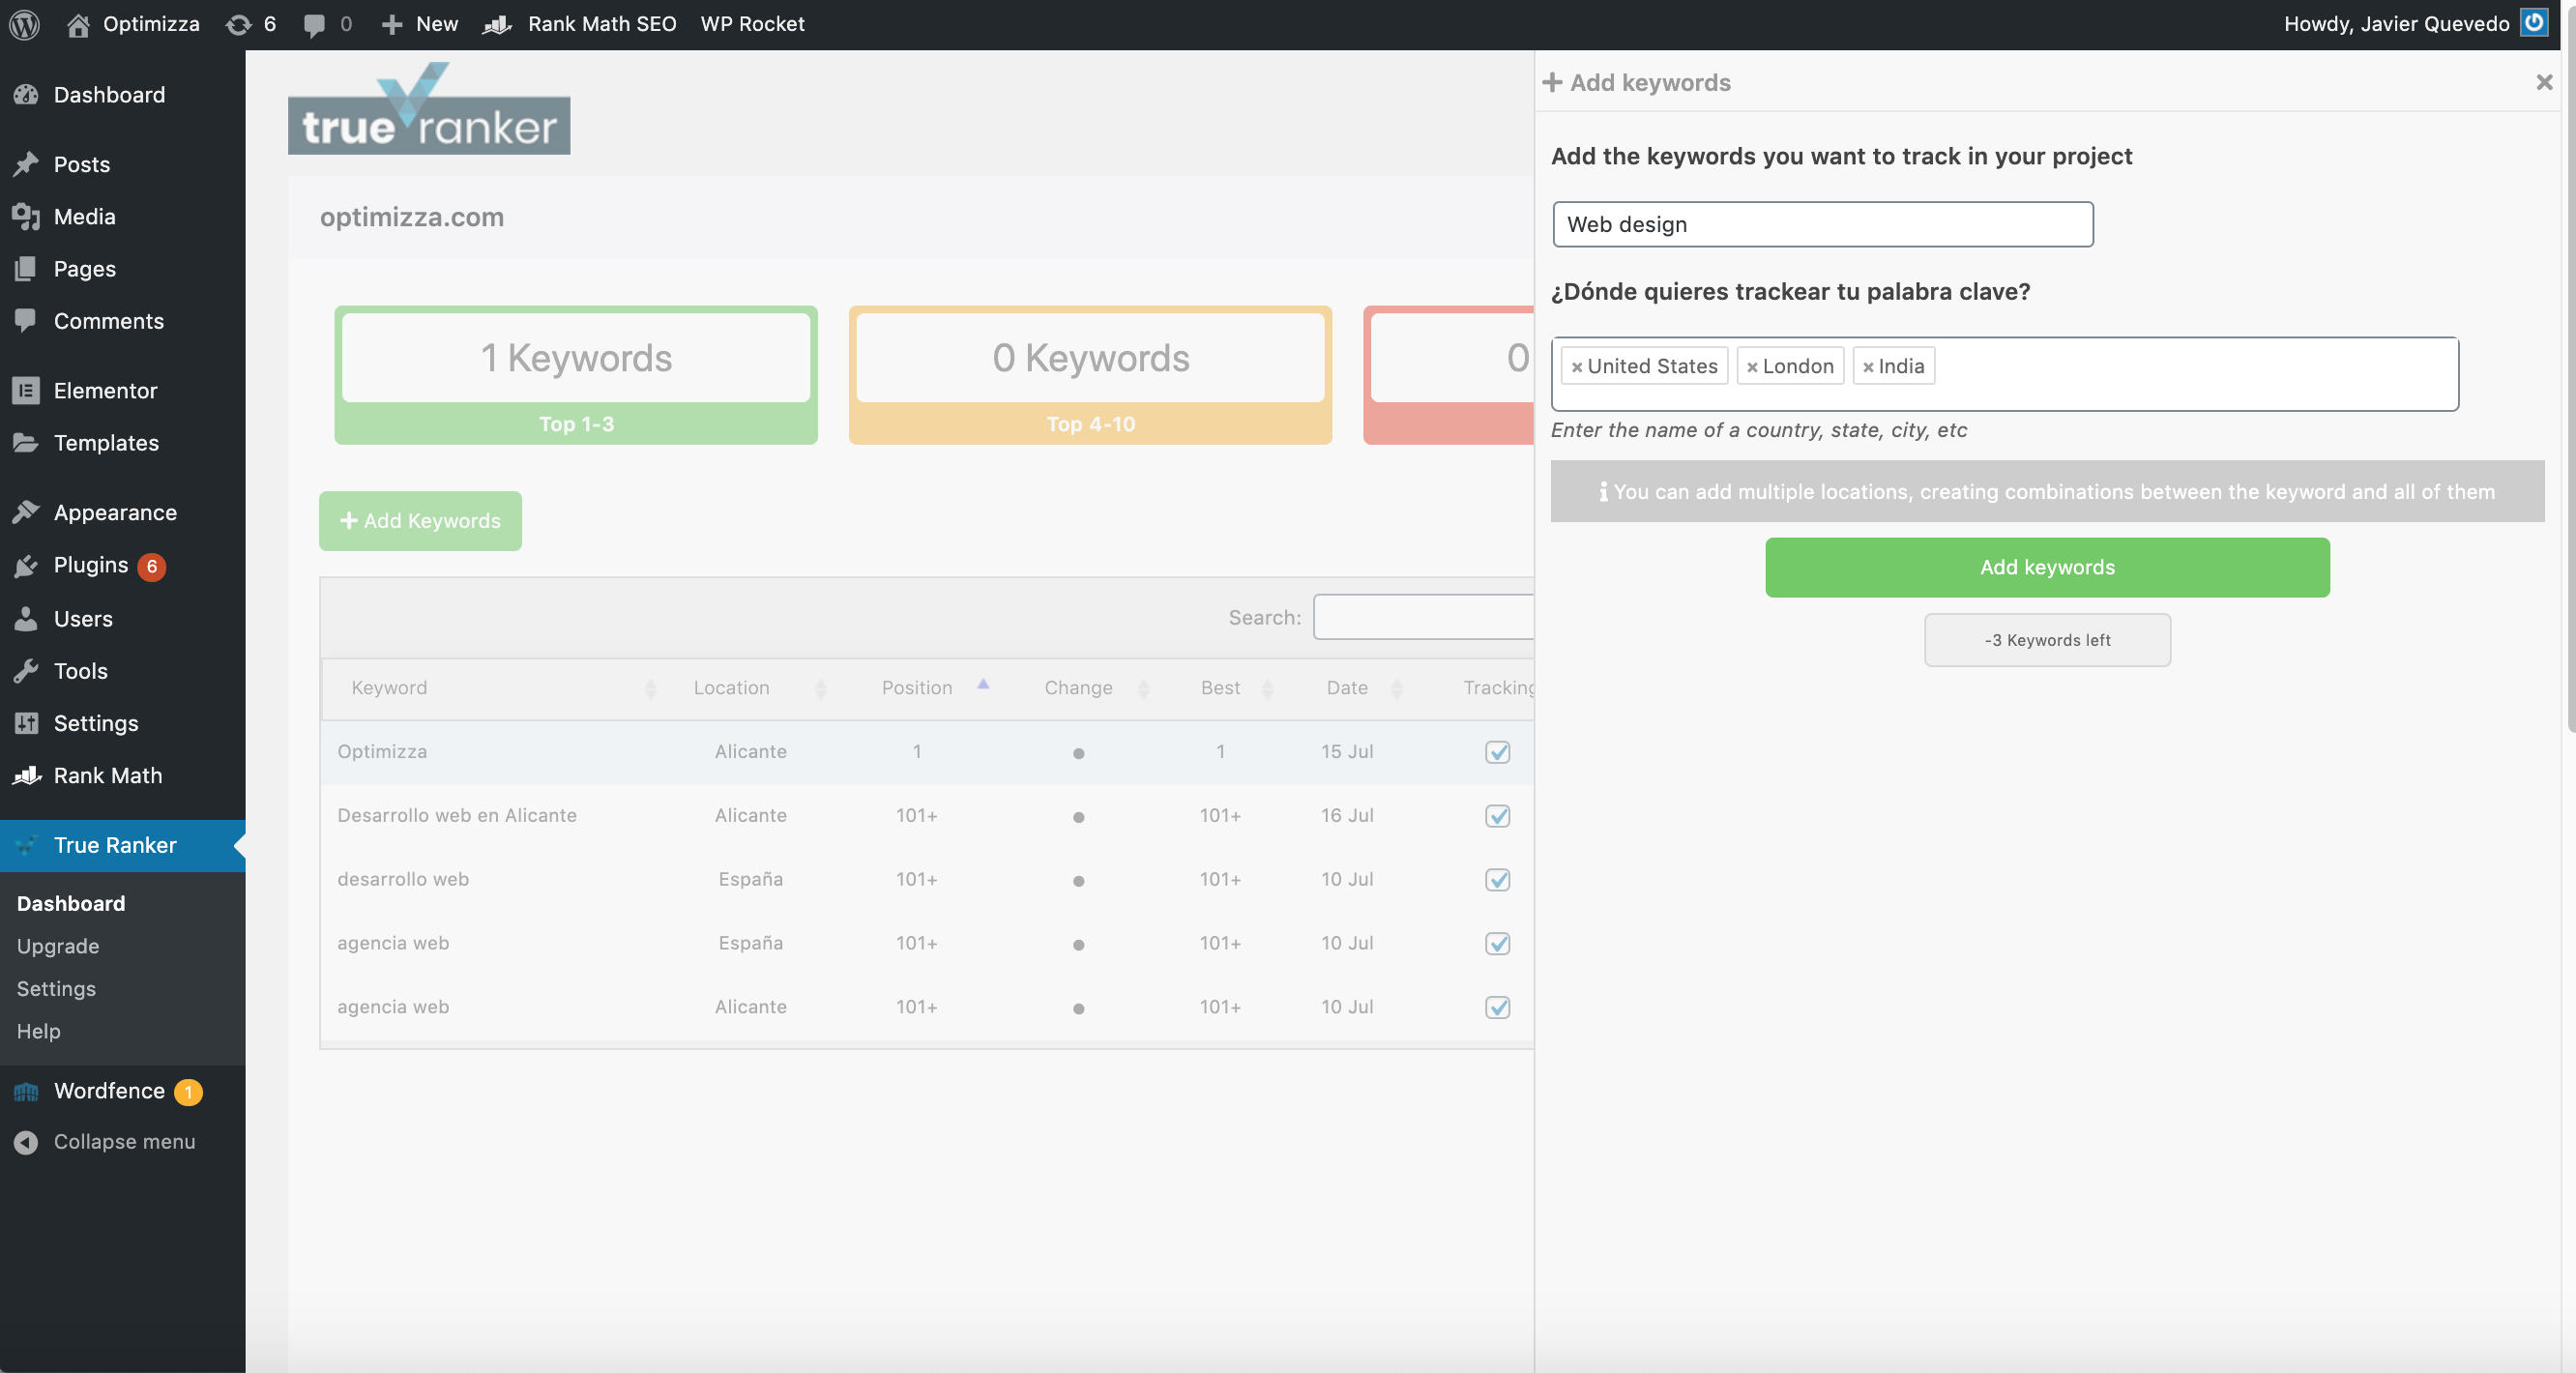 Optimizza 6 0 New Rank Math SEO WP Rocket Howdy, Javier Quevedo
Dashboard
Posts
Media
Pages
Comments
Elementor
Templates
Appearance
Plugins 6
Users
Tools
Settings
Rank Math
True Ranker
Dashboard
Upgrade
Settings
Help
Wordfence 1
Collapse menu
true ranker
optimizza.com
1 Keywords
Top 1-3
0 Keywords
Top 4-10
0
+ Add Keywords
Search:
Keyword Location Position Change Best Date Tracking
Optimizza Alicante 1 1 15 Jul
Desarrollo web en Alicante Alicante 101+ 101+ 16 Jul
desarrollo web España 101+ 101+ 10 Jul
agencia web España 101+ 101+ 10 Jul
agencia web Alicante 101+ 101+ 10 Jul
+ Add keywords ×
Add the keywords you want to track in your project
Web design
¿Dónde quieres trackear tu palabra clave?
× United States × London × India
Enter the name of a country, state, city, etc
You can add multiple locations, creating combinations between the keyword and all of them
Add keywords
-3 Keywords left